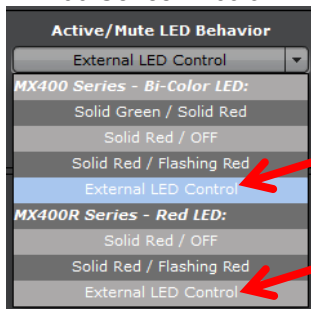 Active/Mute LED Behavior
External LED Control
MX400 Series - Bi-Color LED:
Solid Green / Solid Red
Solid Red / OFF
Solid Red / Flashing Red
External LED Control
MX400R Series - Red LED:
Solid Red / OFF
Solid Red / Flashing Red
External LED Control